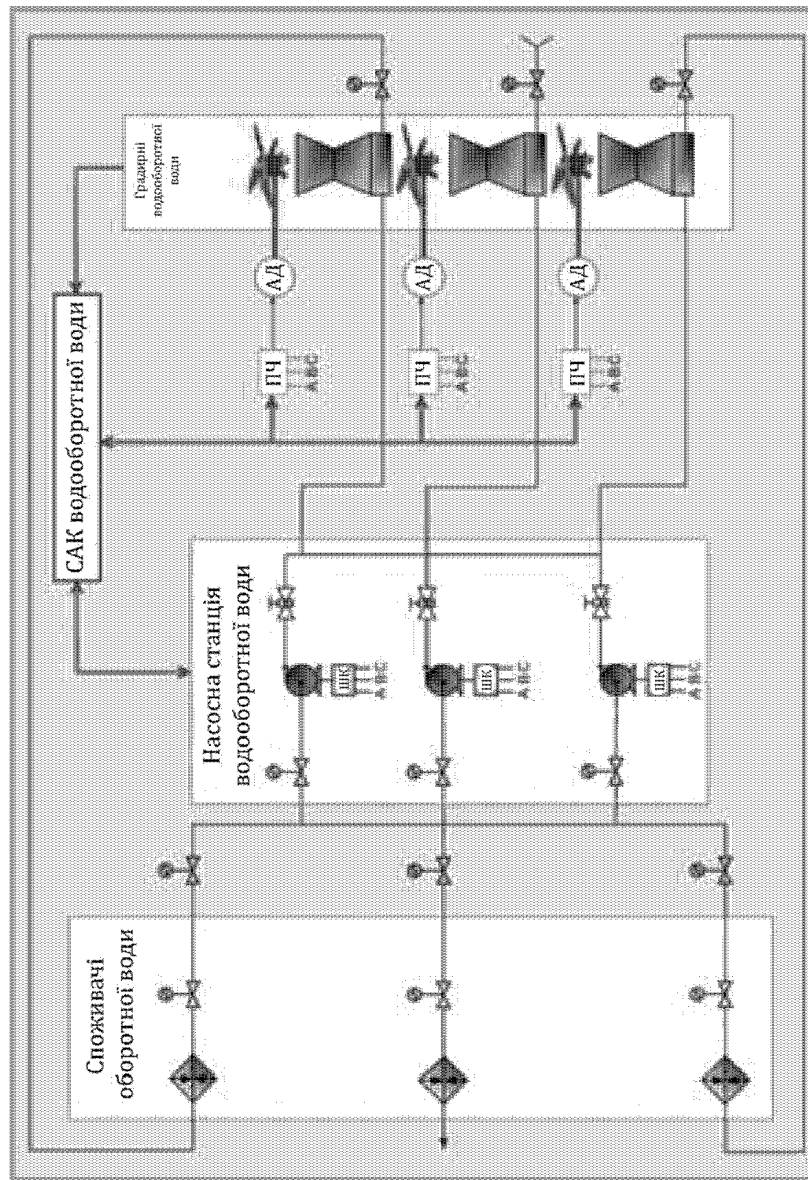 Споживачі
оборотної води
Насосна станція
водооборотної води
САК водооборотної води
Градирні
водооборотної
води
ШК
А В С
ШК
А В С
ШК
А В С
ПЧ
А В С
ПЧ
А В С
ПЧ
А В С
АД
АД
АД